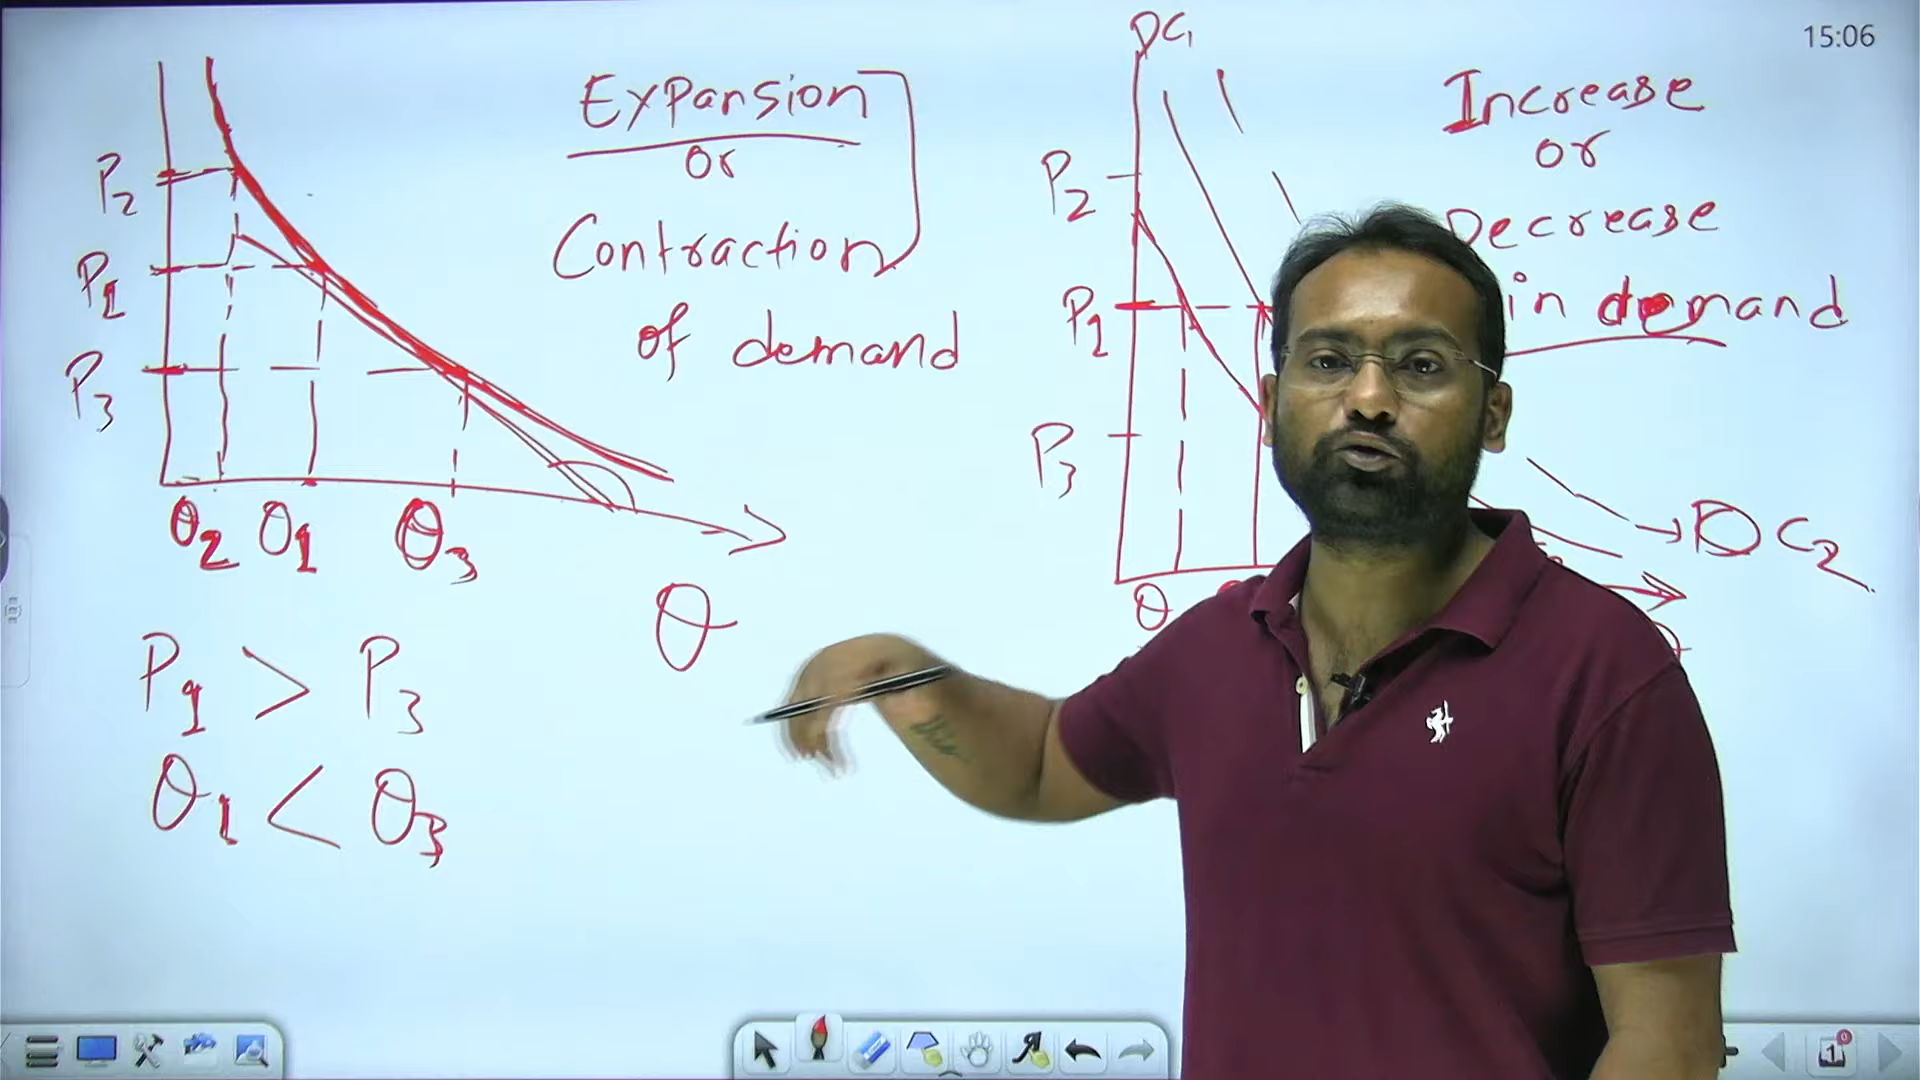 15:06
Expansion
or
Contraction
of demand
P2
P1
P3
Q2 Q1 Q3
Q
P1 > P3
Q1 < Q3
DC1
Increase
or
Decrease
in demand
P2
P1
P3
DC2
Q
1